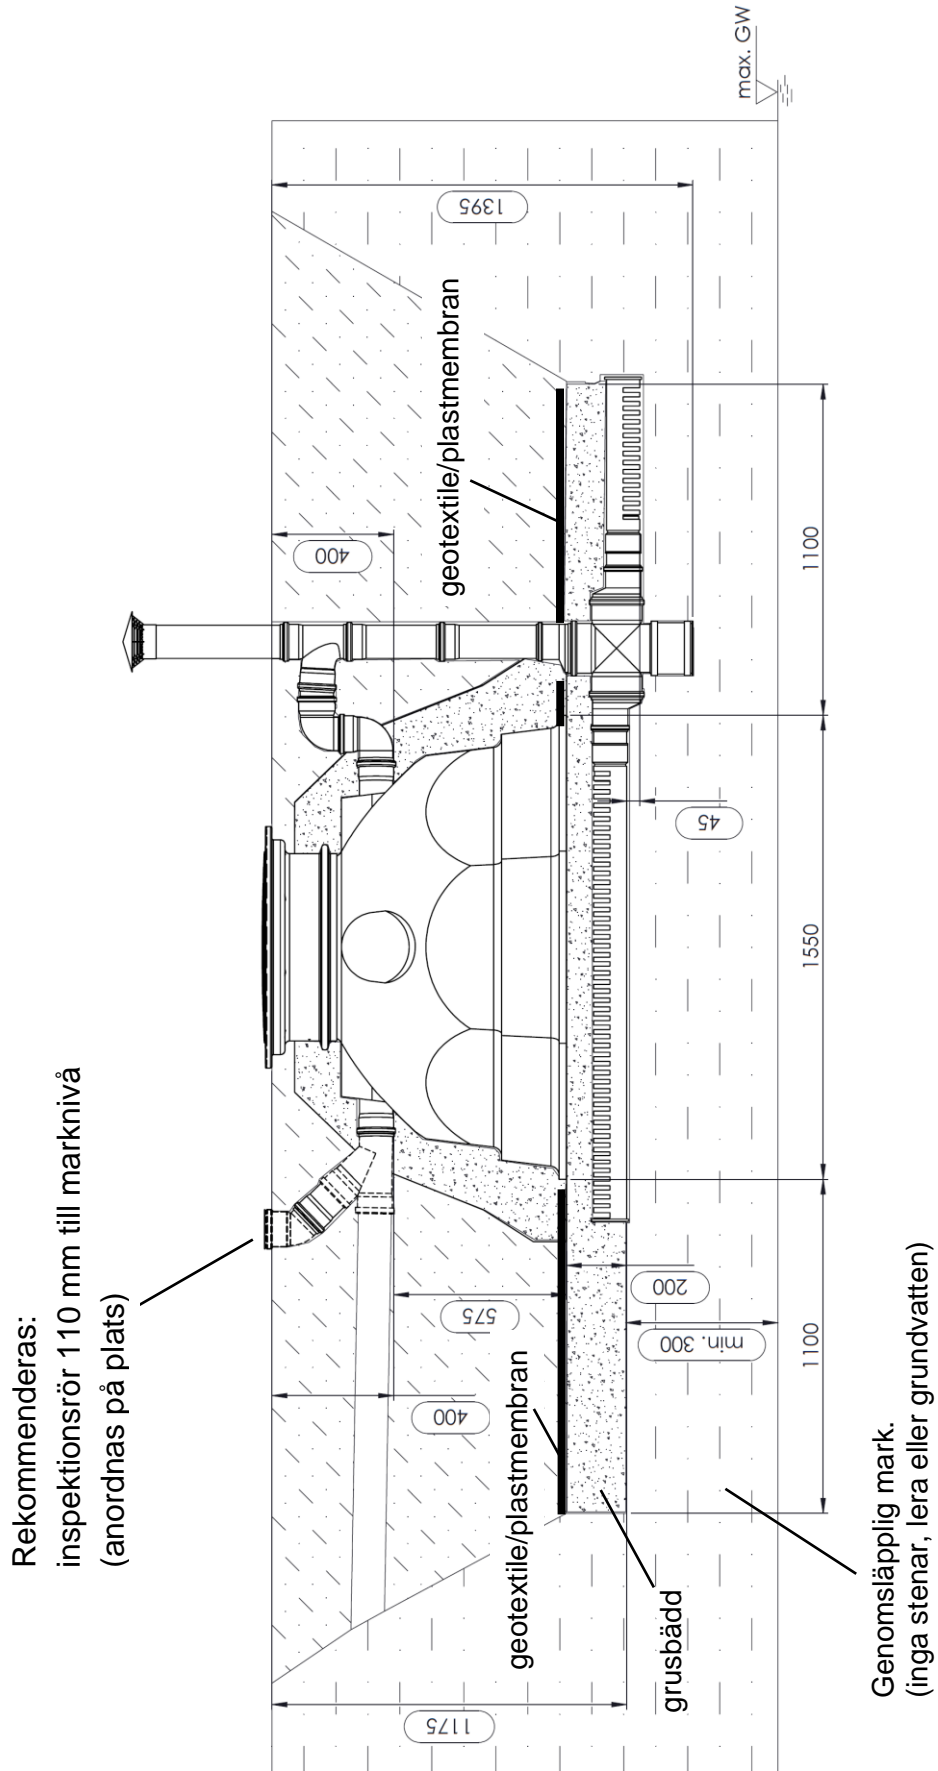 Rekommenderas:
inspektionsrör 110 mm till marknivå
(anordnas på plats)
max. GW
1395
geotextile/plastmembran
400
1100
45
1550
575
200
min. 300
1100
400
geotextile/plastmembran
grusbädd
1175
Genomsläpplig mark.
(inga stenar, lera eller grundvatten)